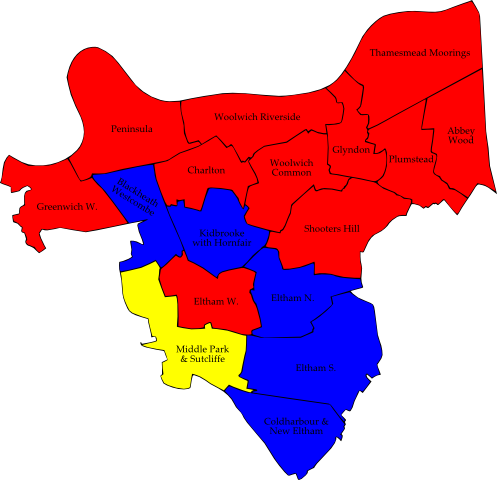 Thamesmead Moorings
Peninsula
Woolwich Riverside
Abbey
Wood
Glyndon
Plumstead
Charlton
Woolwich
Common
Blackheath
Westcombe
Greenwich W.
Kidbrooke
with Hornfair
Shooters Hill
Eltham W.
Eltham N.
Middle Park
& Sutcliffe
Eltham S.
Coldharbour &
New Eltham